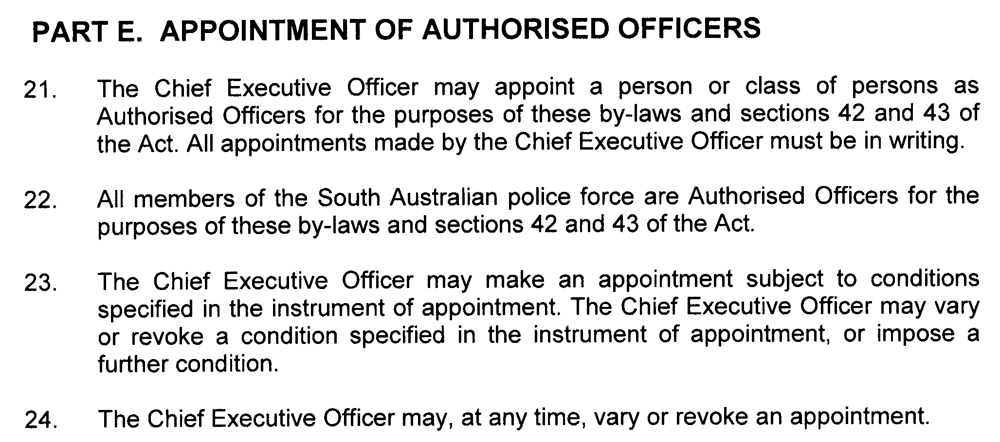 PART E. APPOINTMENT OF AUTHORISED OFFICERS
21. The Chief Executive Officer may appoint a person or class of persons as
Authorised Officers for the purposes of these by-laws and sections 42 and 43 of
the Act. All appointments made by the Chief Executive Officer must be in writing.
22. All members of the South Australian police force are Authorised Officers for the
purposes of these by-laws and sections 42 and 43 of the Act.
23. The Chief Executive Officer may make an appointment subject to conditions
specified in the instrument of appointment. The Chief Executive Officer may vary
or revoke a condition specified in the instrument of appointment, or impose a
further condition.
24. The Chief Executive Officer may, at any time, vary or revoke an appointment.